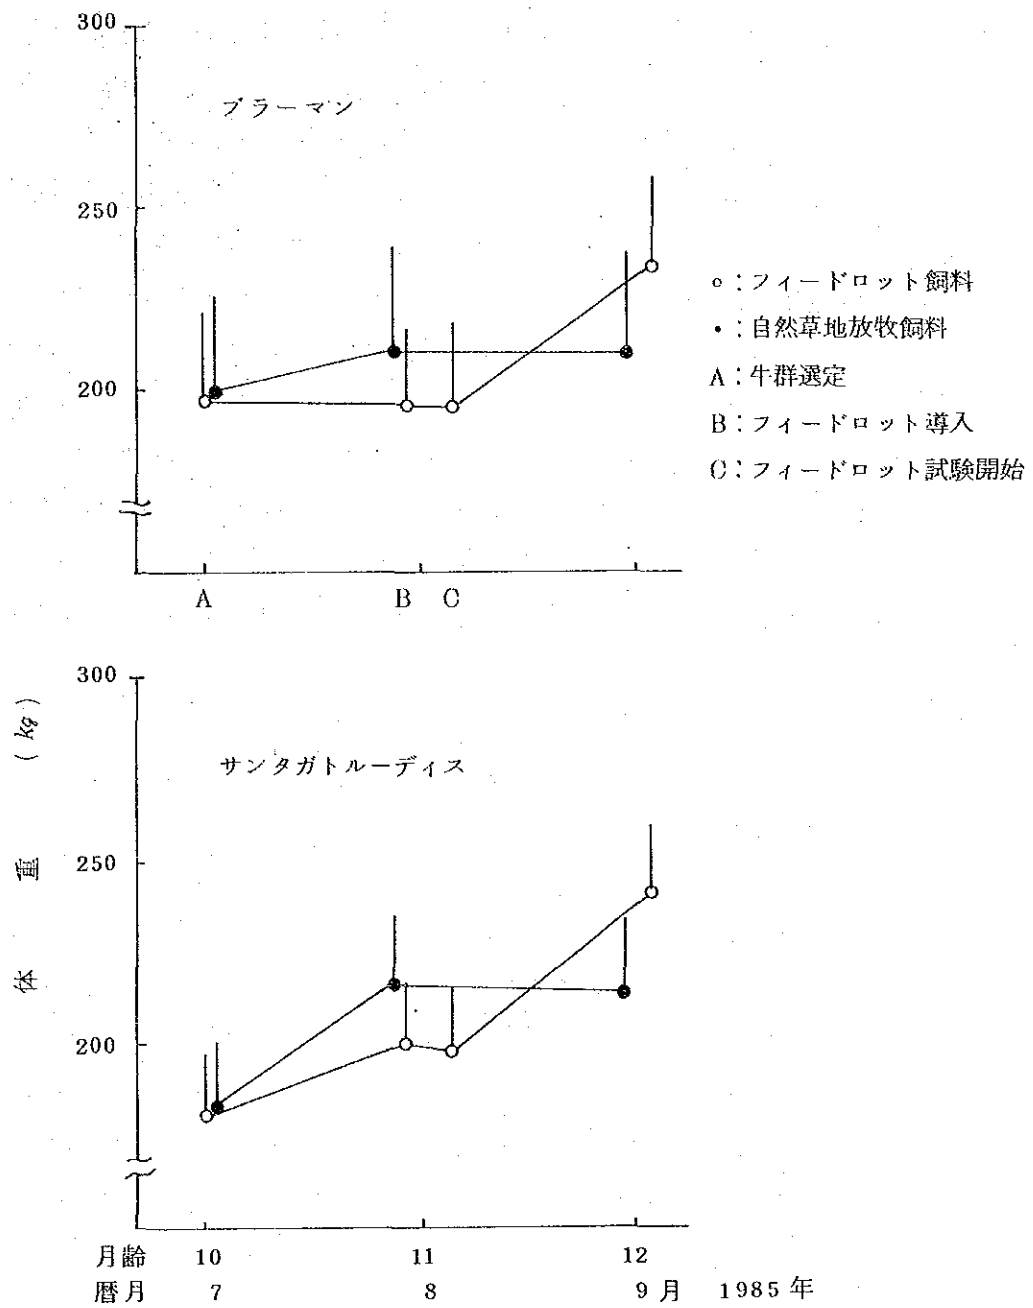 300
ブラーマン
250
200
A B C
○:フィードロット飼料
・:自然草地放牧飼料
A:牛群選定
B:フィードロット導入
C:フィードロット試験開始
300
サンタガトルーディス
250
200
体重 (kg)
月齢 10 11 12
暦月 7 8 9月 1985年